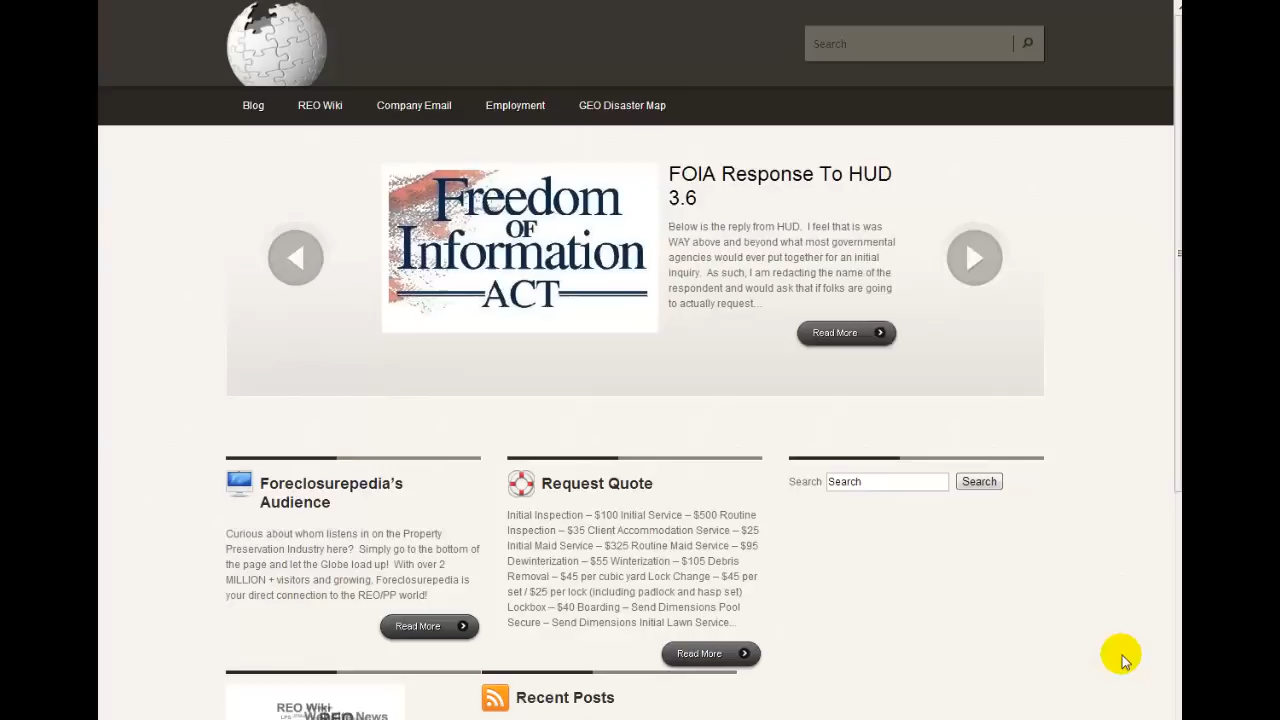 Search
Blog
REO Wiki
Company Email
Employment
GEO Disaster Map
Freedom
OF
Information
ACT
FOIA Response To HUD
3.6
Below is the reply from HUD. I feel that is was
WAY above and beyond what most governmental
agencies would ever put together for an initial
inquiry. As such, I am redacting the name of the
respondent and would ask that if folks are going
to actually request...
Read More
Foreclosurepedia's
Audience
Curious about whom listens in on the Property
Preservation Industry here? Simply go to the bottom of
the page and let the Globe load up! With over 2
MILLION + visitors and growing, Foreclosurepedia is
your direct connection to the REO/PP world!
Read More
Request Quote
Initial Inspection – $100 Initial Service – $500 Routine
Inspection – $35 Client Accommodation Service – $25
Initial Maid Service – $325 Routine Maid Service – $95
Dewinterization – $55 Winterization – $105 Debris
Removal – $45 per cubic yard Lock Change – $45 per
set / $25 per lock (including padlock and hasp set)
Lockbox – $40 Boarding – Send Dimensions Pool
Secure – Send Dimensions Initial Lawn Service...
Read More
Search Search Search
REO Wiki
News
Recent Posts